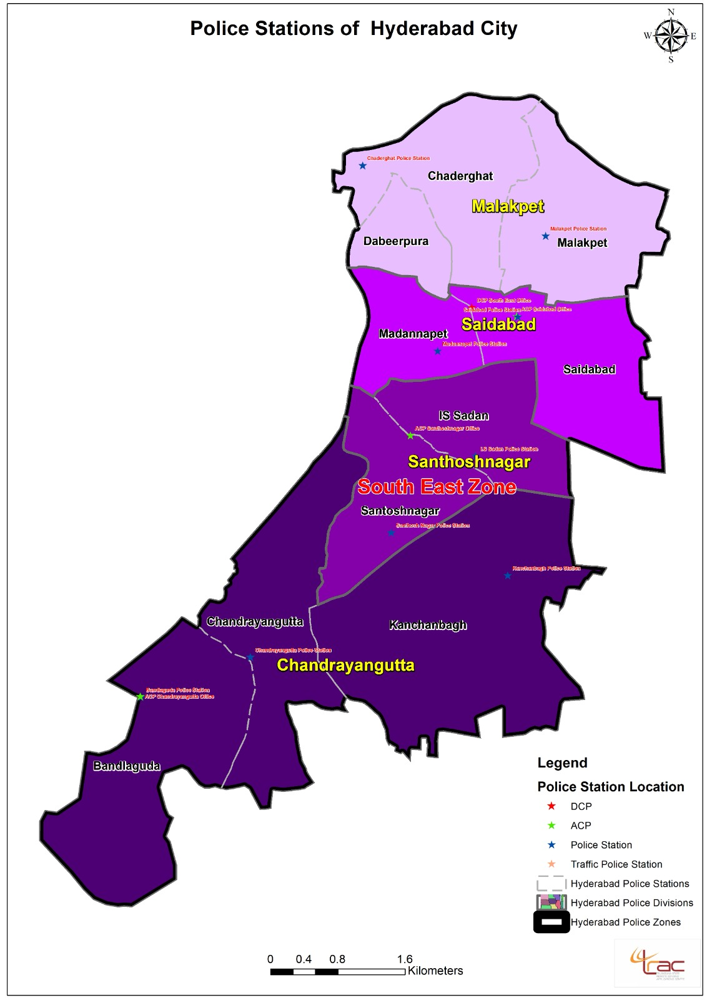 Police Stations of Hyderabad City
N
W E
S
Chaderghat Police Station
Chaderghat
Malakpet
Malakpet Police Station
Dabeerpura
Malakpet
DCP South East Office
Saidabad Police Station ACP Saidabad Office
Saidabad
Madannapet
Madannapet Police Station
Saidabad
IS Sadan
ACP Santhoshnagar Office
I.S Sadan Police Station
Santhoshnagar
South East Zone
Santoshnagar
Santhosh Nagar Police Station
Kanchanbagh Police Station
Chandrayangutta
Kanchanbagh
Chandrayangutta Police Station
Chandrayangutta
Bandlaguda Police Station
ACP Chandrayangutta Office
Bandlaguda
Legend
Police Station Location
DCP
ACP
Police Station
Traffic Police Station
Hyderabad Police Stations
Hyderabad Police Divisions
Hyderabad Police Zones
0 0.4 0.8 1.6
Kilometers
trac